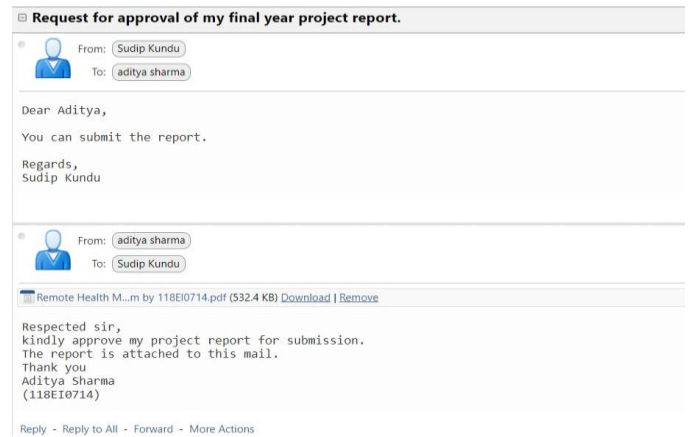 Request for approval of my final year project report.
From: Sudip Kundu
To: aditya sharma
Dear Aditya,
You can submit the report.
Regards,
Sudip Kundu
From: aditya sharma
To: Sudip Kundu
Remote Health M...m by 118EI0714.pdf (532.4 KB) Download | Remove
Respected sir,
kindly approve my project report for submission.
The report is attached to this mail.
Thank you
Aditya Sharma
(118EI0714)
Reply - Reply to All - Forward - More Actions